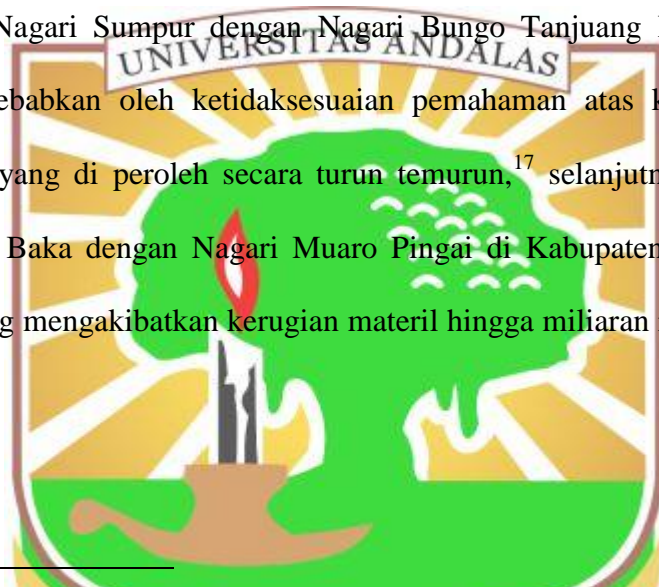 Nagari Sumpur dengan Nagari Bungo Tanjuang
UNIVERSITAS ANDALAS
ebabkan oleh ketidaksesuaian pemahaman atas
yang di peroleh secara turun temurun,17 selanjutn
Baka dengan Nagari Muaro Pingai di Kabupaten
g mengakibatkan kerugian materil hingga miliaran